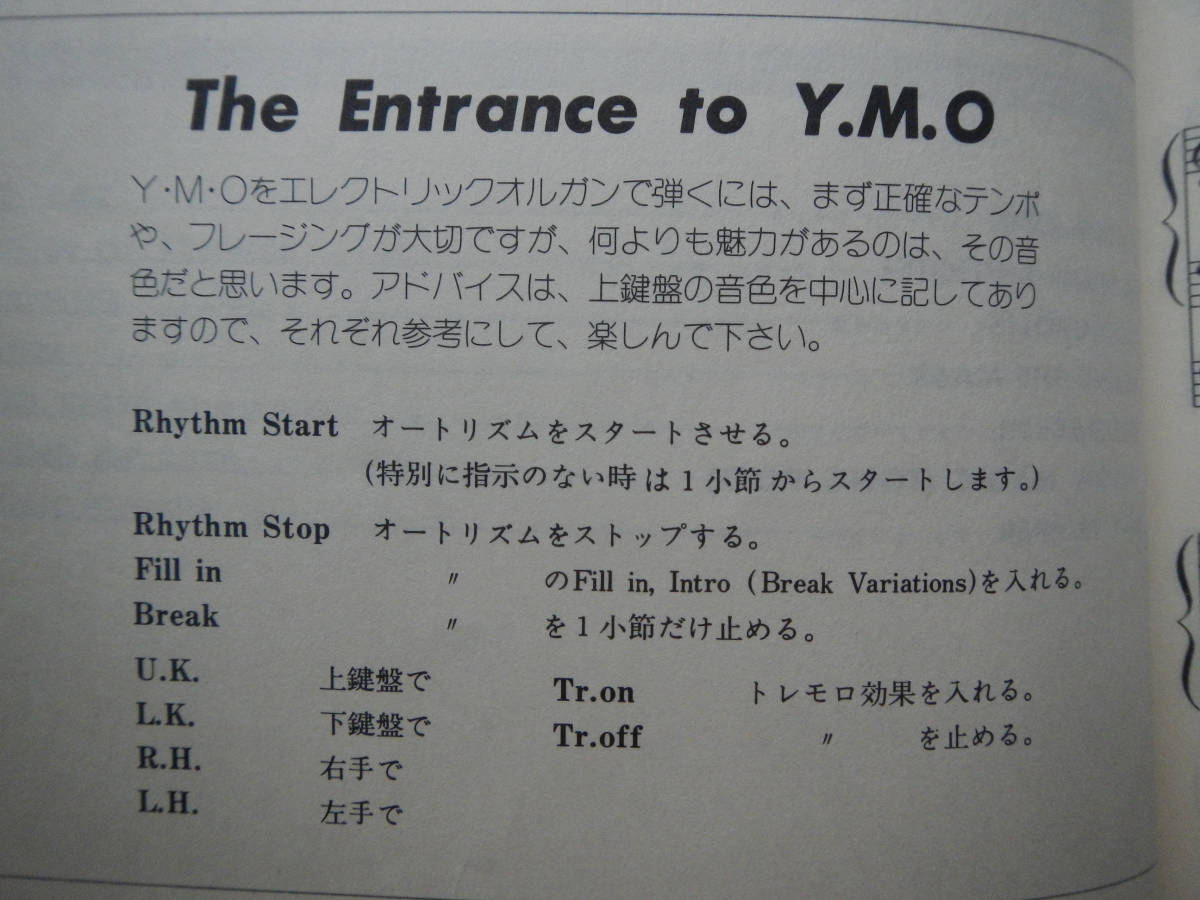 The Entrance to Y.M.O
Y・M・Oをエレクトリックオルガンで弾くには、まず正確なテンポ
や、フレージングが大切ですが、何よりも魅力があるのは、その音
色だと思います。アドバイスは、上鍵盤の音色を中心に記してあり
ますので、それぞれ参考にして、楽しんで下さい。
Rhythm Start オートリズムをスタートさせる。
(特別に指示のない時は1小節からスタートします。)
Rhythm Stop オートリズムをストップする。
Fill in 〃 のFill in, Intro (Break Variations)を入れる。
Break 〃 を1小節だけ止める。
U.K. 上鍵盤で
L.K. 下鍵盤で
R.H. 右手で
L.H. 左手で
Tr.on トレモロ効果を入れる。
Tr.off 〃 を止める。